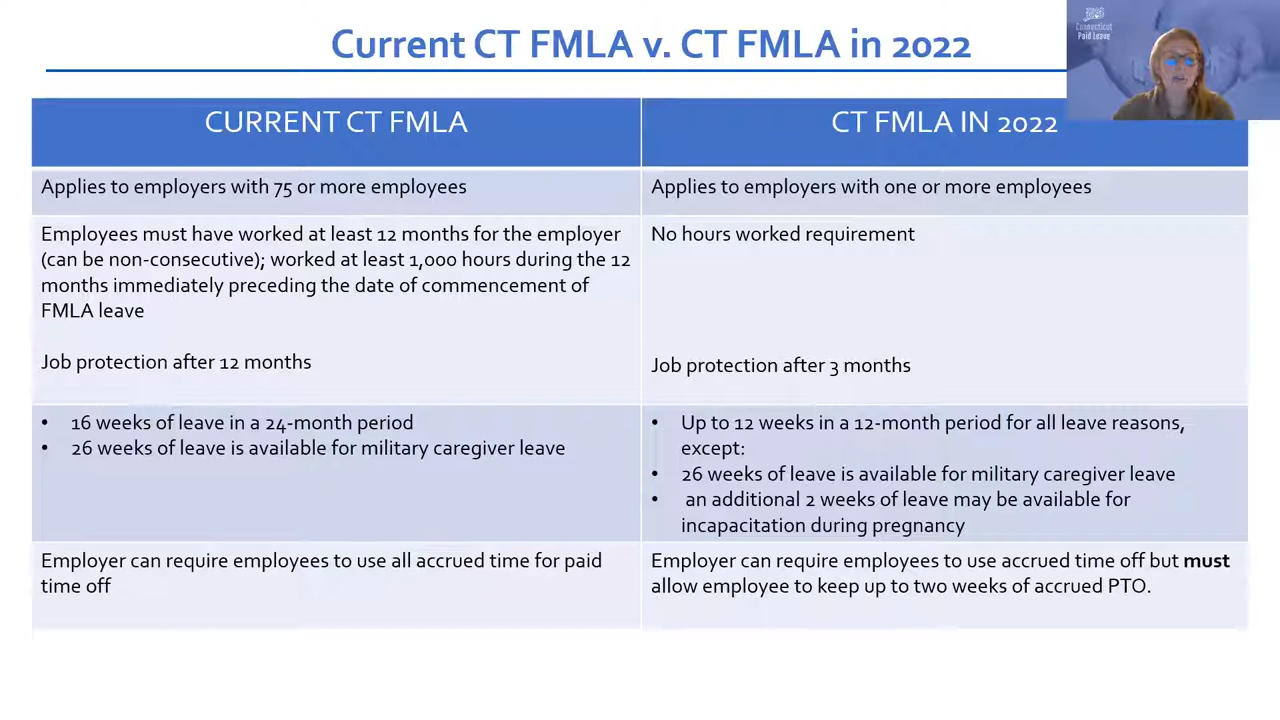 Current CT FMLA v. CT FMLA in 2022
Connecticut
Paid Leave
CURRENT CT FMLA
CT FMLA IN 2022
Applies to employers with 75 or more employees
Applies to employers with one or more employees
Employees must have worked at least 12 months for the employer
(can be non-consecutive); worked at least 1,000 hours during the 12
months immediately preceding the date of commencement of
FMLA leave
Job protection after 12 months
No hours worked requirement
Job protection after 3 months
• 16 weeks of leave in a 24-month period
• 26 weeks of leave is available for military caregiver leave
• Up to 12 weeks in a 12-month period for all leave reasons,
except:
• 26 weeks of leave is available for military caregiver leave
• an additional 2 weeks of leave may be available for
incapacitation during pregnancy
Employer can require employees to use all accrued time for paid
time off
Employer can require employees to use accrued time off but must
allow employee to keep up to two weeks of accrued PTO.